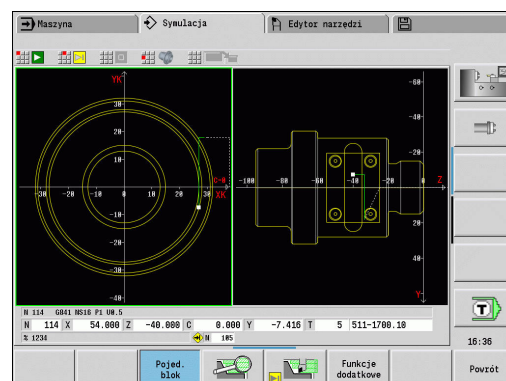 Maszyna
Symulacja
Edytor narzędzi
YK
30
20
10
-30 -20 -10 0 10 20 30
C-0
XK
-10
-20
-30
-40
-60
-40
-20
-100 -80 -60 -40 -20
Z
20
40
Y
N 114 G841 NS16 P1 U0.5
N 114 X 54.000 Z -40.000 C 0.000 Y -7.416 T 5 511-1700.10
% 1234 N 105
T
16:36
Pojed.
blok
Funkcje
dodatkowe
Powrót